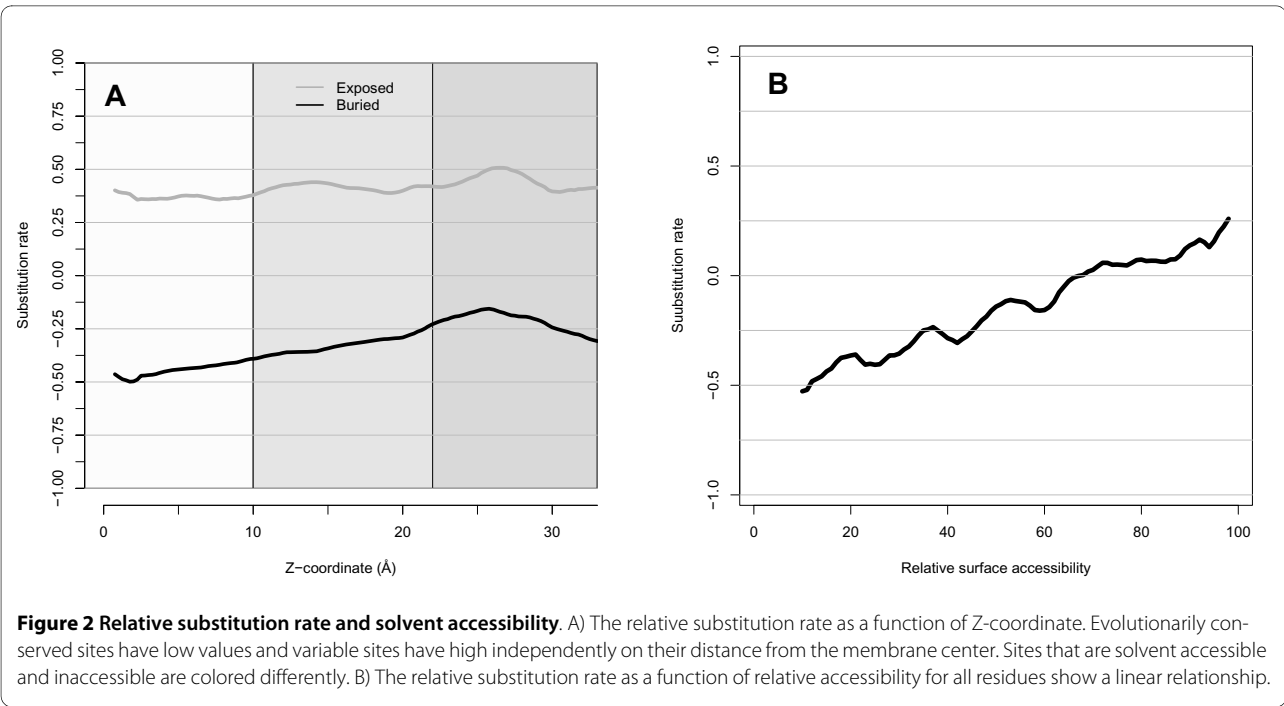 A
Exposed
Buried
1.00
0.75
0.50
0.25
0.00
−0.25
−0.50
−0.75
−1.00
Substitution rate
0
10
20
30
Z−coordinate (Å)
B
1.0
0.5
0.0
−0.5
−1.0
Suubstitution rate
0
20
40
60
80
100
Relative surface accessibility
Figure 2 Relative substitution rate and solvent accessibility. A) The relative substitution rate as a function of Z-coordinate. Evolutionarily con-
served sites have low values and variable sites have high independently on their distance from the membrane center. Sites that are solvent accessible
and inaccessible are colored differently. B) The relative substitution rate as a function of relative accessibility for all residues show a linear relationship.